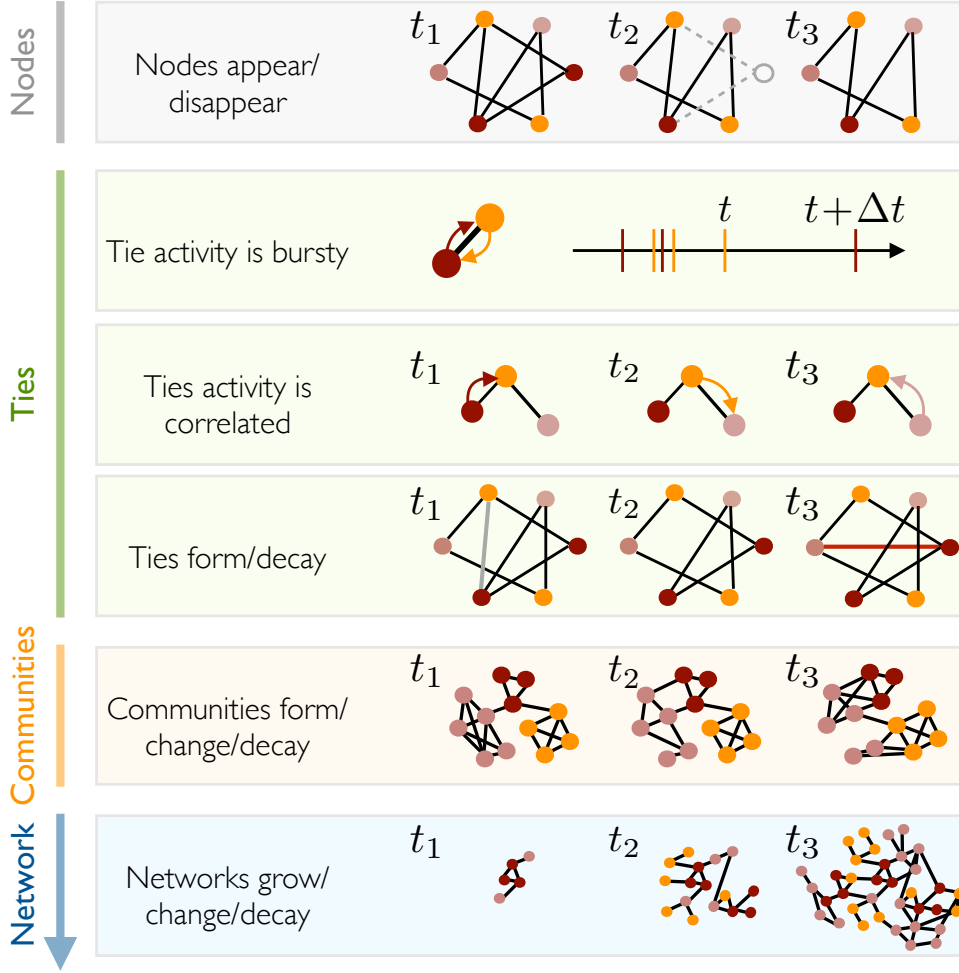 Nodes
Nodes appear/
disappear
t₁
t₂
t₃
Ties
Tie activity is bursty
t
t+Δt
Ties activity is
correlated
t₁
t₂
t₃
Ties form/decay
t₁
t₂
t₃
Communities
Communities form/
change/decay
t₁
t₂
t₃
Network
Networks grow/
change/decay
t₁
t₂
t₃